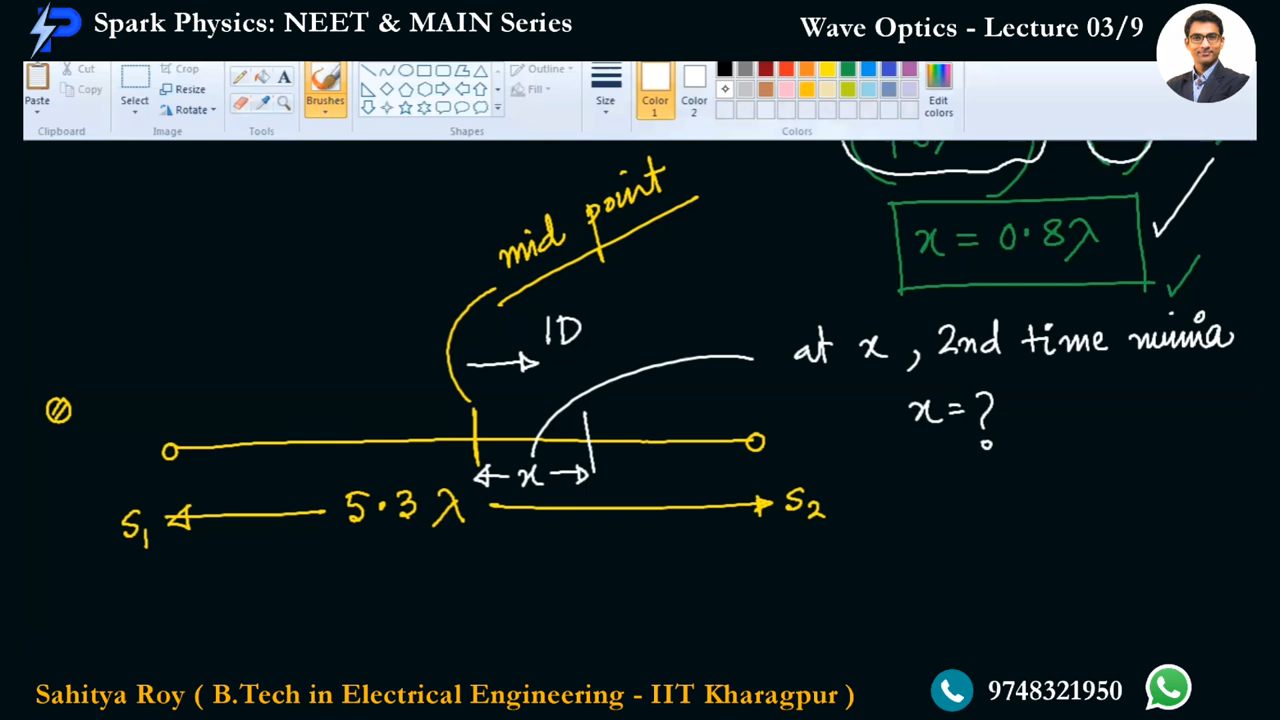 Spark Physics: NEET & MAIN Series
Wave Optics - Lecture 03/9
Paste
Cut
Copy
Clipboard
Select
Crop
Resize
Rotate
Image
A
Tools
Brushes
Shapes
Outline
Fill
Size
Color 1
Color 2
Colors
Edit colors
mid point
x = 0.8λ
1D
at x, 2nd time minima
x = ?
x
S1
5.3 λ
S2
Sahitya Roy ( B.Tech in Electrical Engineering - IIT Kharagpur )
9748321950